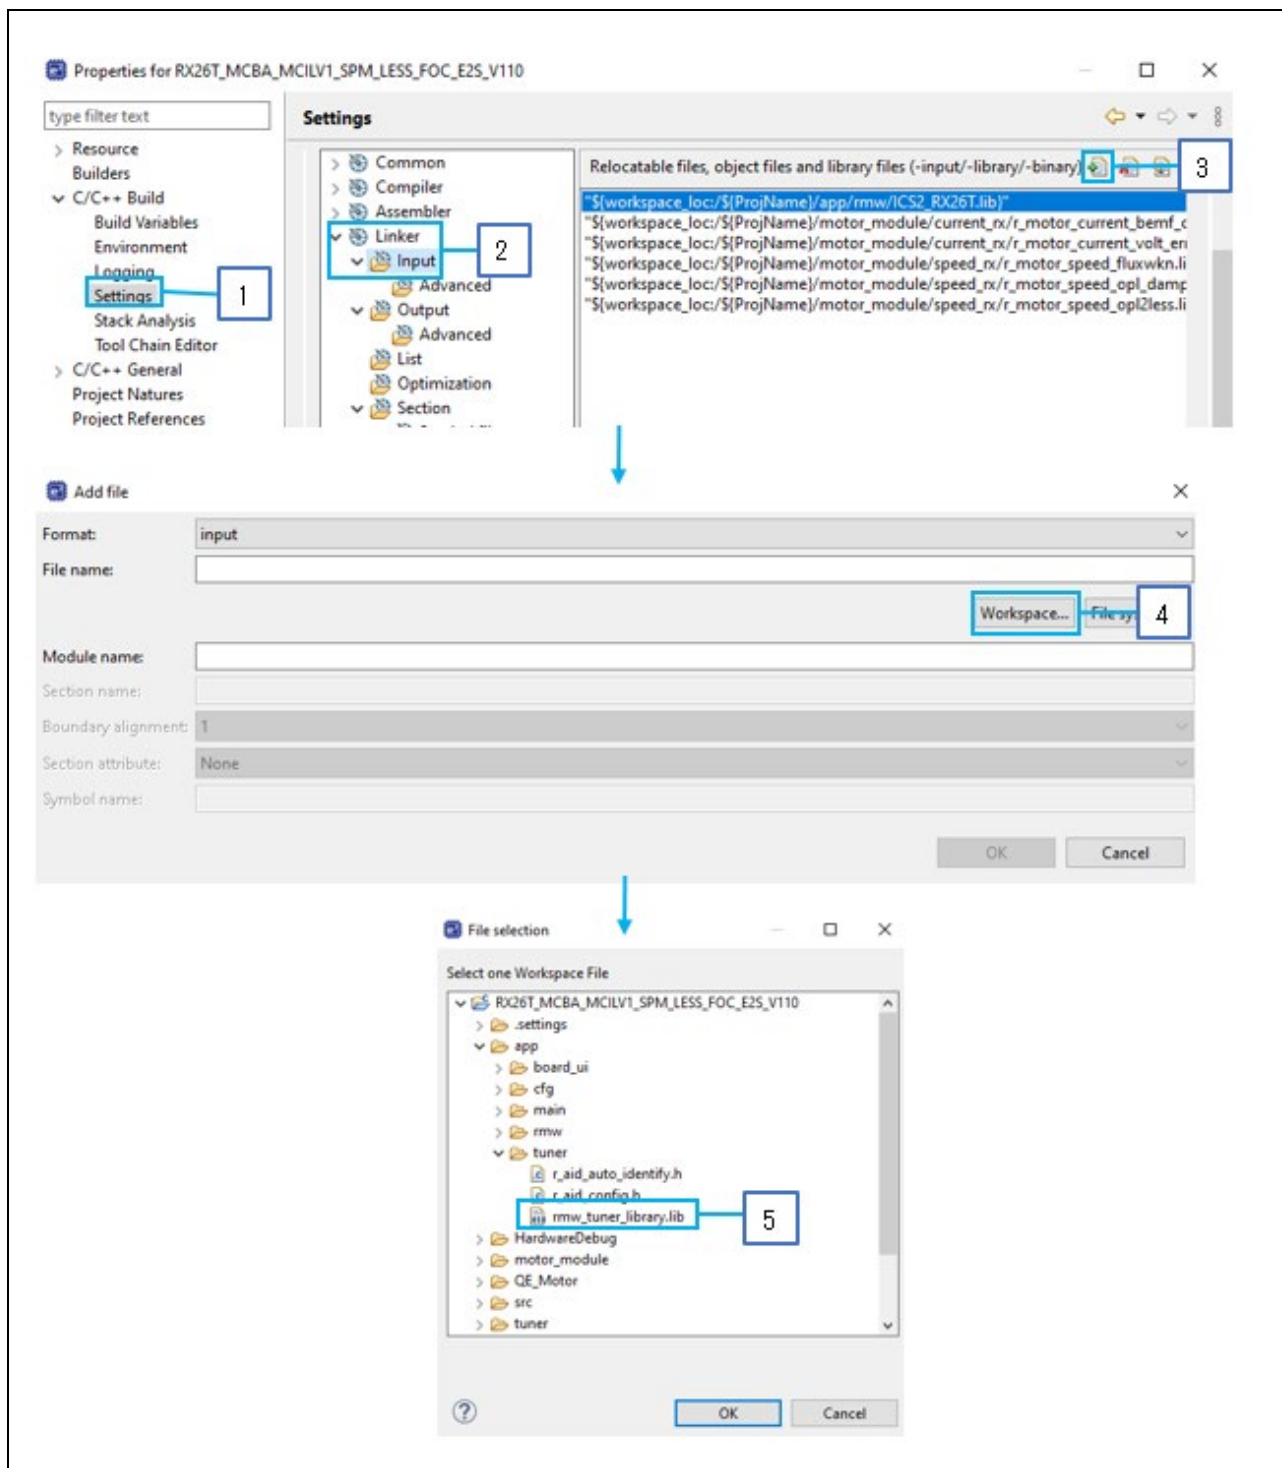 Properties for RX26T_MCBA_MCILV1_SPM_LESS_FOC_E2S_V110
type filter text
Resource
Builders
C/C++ Build
Build Variables
Environment
Logging
Settings
1
Stack Analysis
Tool Chain Editor
C/C++ General
Project Natures
Project References
Settings
Common
Compiler
Assembler
Linker
Input
2
Advanced
Output
Advanced
List
Optimization
Section
Relocatable files, object files and library files (-input/-library/-binary)
3
"${workspace_loc:/${ProjName}/app/rmw/ICS2_RX26T.lib}"
"${workspace_loc:/${ProjName}/motor_module/current_rx/r_motor_current_bemf_c
"${workspace_loc:/${ProjName}/motor_module/current_rx/r_motor_current_volt_err
"${workspace_loc:/${ProjName}/motor_module/speed_rx/r_motor_speed_fluxwkn.li
"${workspace_loc:/${ProjName}/motor_module/speed_rx/r_motor_speed_opl_damp
"${workspace_loc:/${ProjName}/motor_module/speed_rx/r_motor_speed_opl2less.li
Add file
Format: input
File name:
Workspace... File sy 4
Module name:
Section name:
Boundary alignment: 1
Section attribute: None
Symbol name:
OK Cancel
File selection
Select one Workspace File
RX26T_MCBA_MCILV1_SPM_LESS_FOC_E2S_V110
.settings
app
board_ui
cfg
main
rmw
tuner
r_aid_auto_identify.h
r_aid_config.h
rmw_tuner_library.lib
5
HardwareDebug
motor_module
QE_Motor
src
tuner
OK Cancel